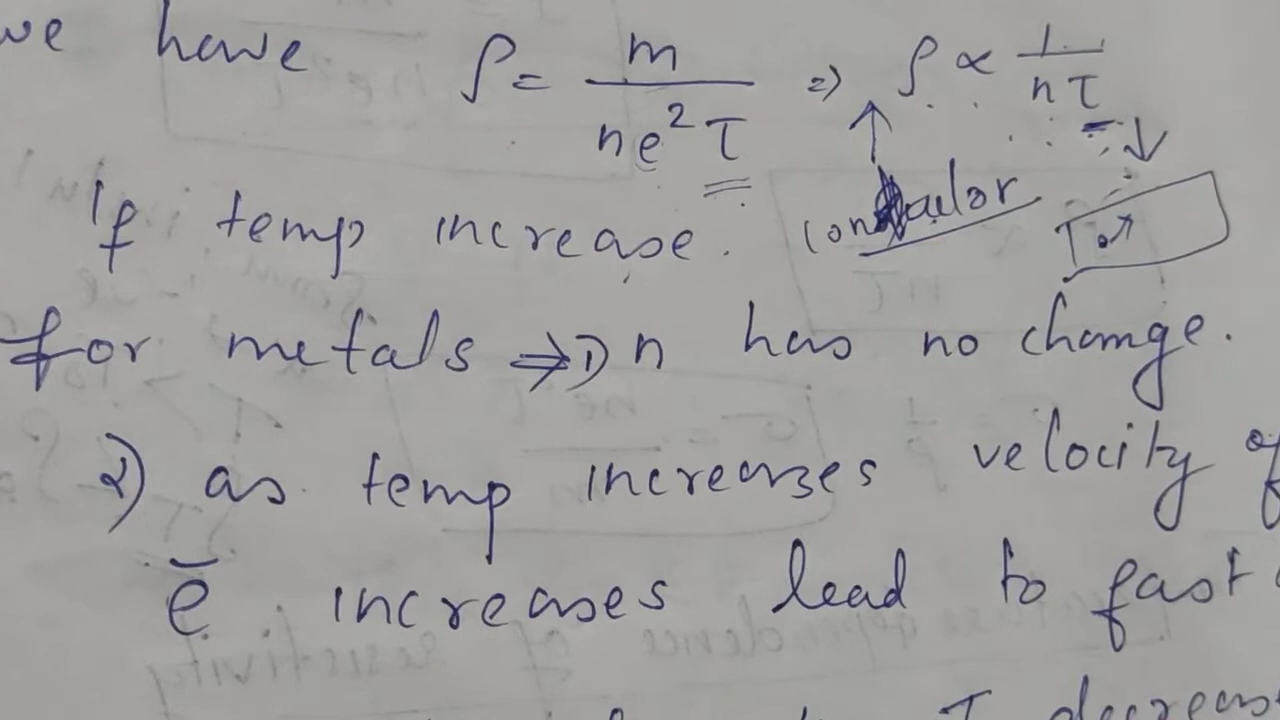 we have ρ = m / ne²τ ⇒ ρ ∝ 1 / nτ
If temp increase.
for metals ⇒ 1) n has no change.
2) as temp increases velocity of
ē increases lead to fast